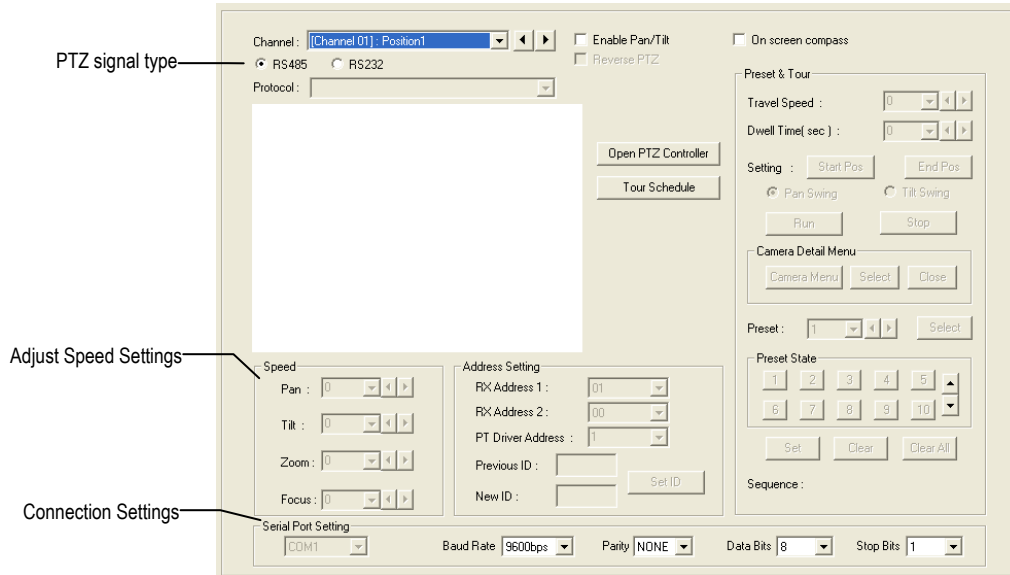 Channel : [Channel 01] : Position1
Enable Pan/Tilt
On screen compass
PTZ signal type
RS485 RS232
Reverse PTZ
Protocol :
Preset & Tour
Travel Speed : 0
Dwell Time( sec ) : 0
Open PTZ Controller
Setting : Start Pos End Pos
Tour Schedule
Pan Swing Tilt Swing
Run Stop
Camera Detail Menu
Camera Menu Select Close
Preset : 1 Select
Adjust Speed Settings
Speed
Pan : 0
Tilt : 0
Zoom : 0
Focus : 0
Address Setting
RX Address 1 : 01
RX Address 2 : 00
PT Driver Address : 1
Previous ID :
New ID :
Set ID
Preset State
1 2 3 4 5
6 7 8 9 10
Set Clear Clear All
Sequence :
Connection Settings
Serial Port Setting
COM1 Baud Rate 9600bps Parity NONE Data Bits 8 Stop Bits 1